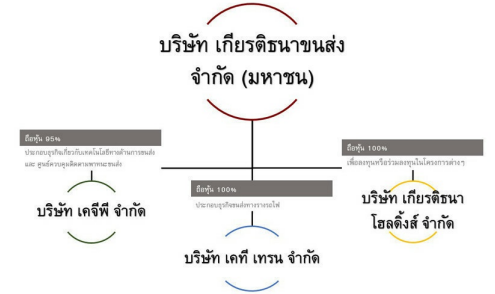 บริษัท เกียรติธนาขนส่ง
จำกัด (มหาชน)
ถือหุ้น 95%
ประกอบธุรกิจเกี่ยวกับเทคโนโลยีทางด้านการขนส่ง
และ ศูนย์ควบคุมติดตามพาหนะขนส่ง
บริษัท เคจีพี จำกัด
ถือหุ้น 100%
ประกอบธุรกิจขนส่งทางรางรถไฟ
บริษัท เคที เทรน จำกัด
ถือหุ้น 100%
เพื่อลงทุนหรือร่วมลงทุนในโครงการต่างๆ
บริษัท เกียรติธนา
โฮลดิ้งส์ จำกัด